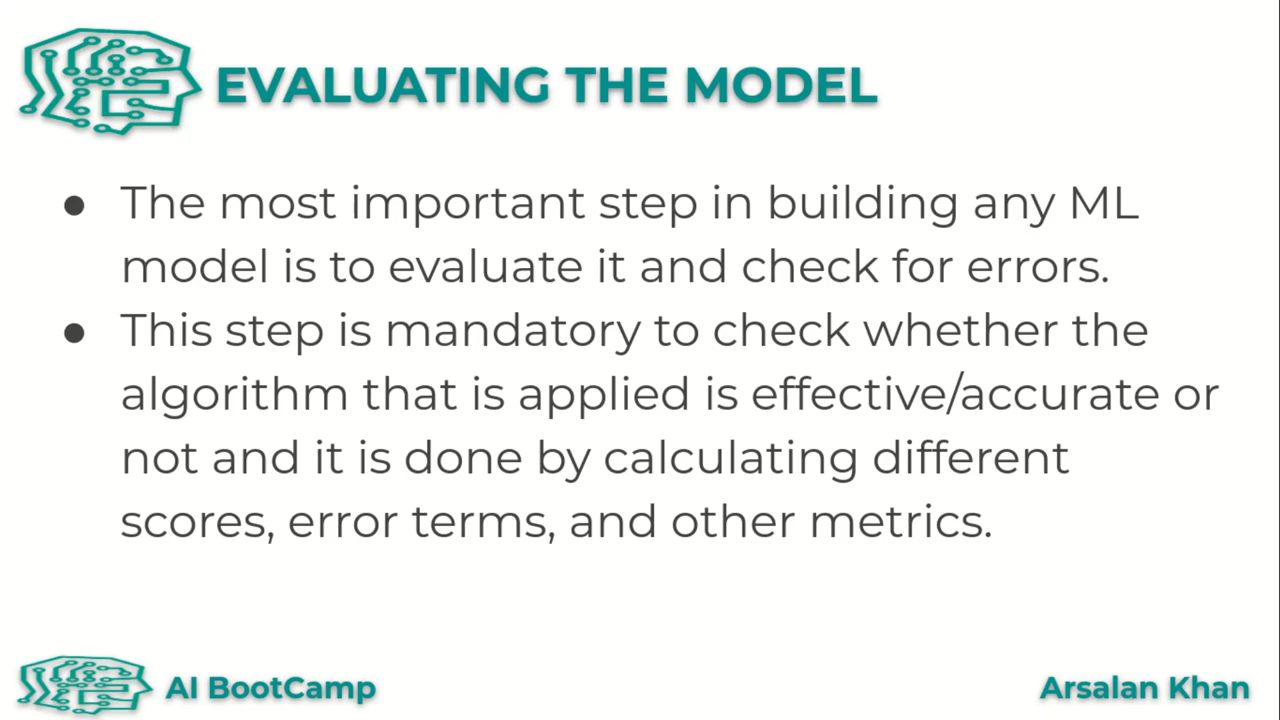 EVALUATING THE MODEL
● The most important step in building any ML
model is to evaluate it and check for errors.
● This step is mandatory to check whether the
algorithm that is applied is effective/accurate or
not and it is done by calculating different
scores, error terms, and other metrics.
AI BootCamp
Arsalan Khan